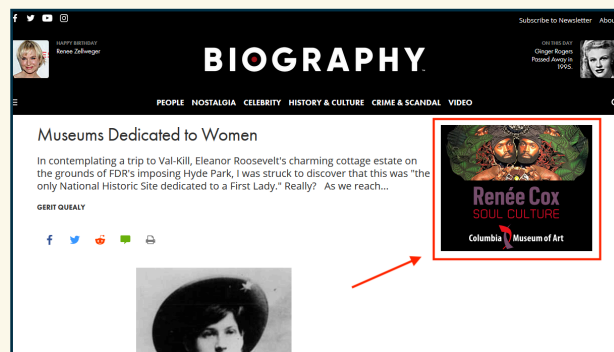 Subscribe to Newsletter
HAPPY BIRTHDAY
Renee Zellweger
BIOGRAPHY
ON THIS DAY
Ginger Rogers
Passed Away in
1995.
PEOPLE NOSTALGIA CELEBRITY HISTORY & CULTURE CRIME & SCANDAL VIDEO
Museums Dedicated to Women
In contemplating a trip to Val-Kill, Eleanor Roosevelt's charming cottage estate on
the grounds of FDR's imposing Hyde Park, I was struck to discover that this was "the
only National Historic Site dedicated to a First Lady." Really? As we reach...
GERIT QUEALY
Renée Cox
SOUL CULTURE
Columbia Museum of Art